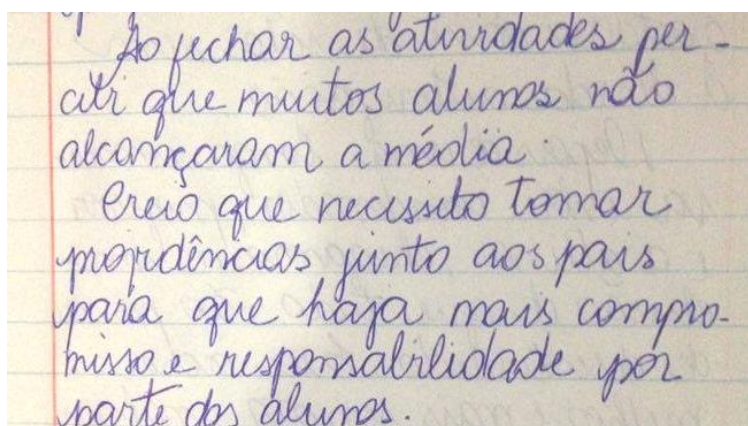 Ao fechar as atividades per-
cebi que muitos alunos não
alcançaram a média.
Creio que necessito tomar
providências junto aos pais
para que haja mais compro-
misso e responsabilidade por
parte dos alunos.